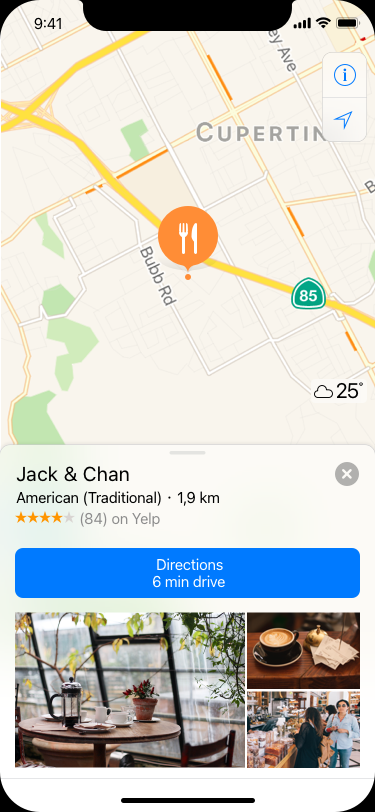 9:41
ey Ave
CUPERTIN
Bubb Rd
85
25°
Jack & Chan
American (Traditional) · 1,9 km
(84) on Yelp
Directions
6 min drive